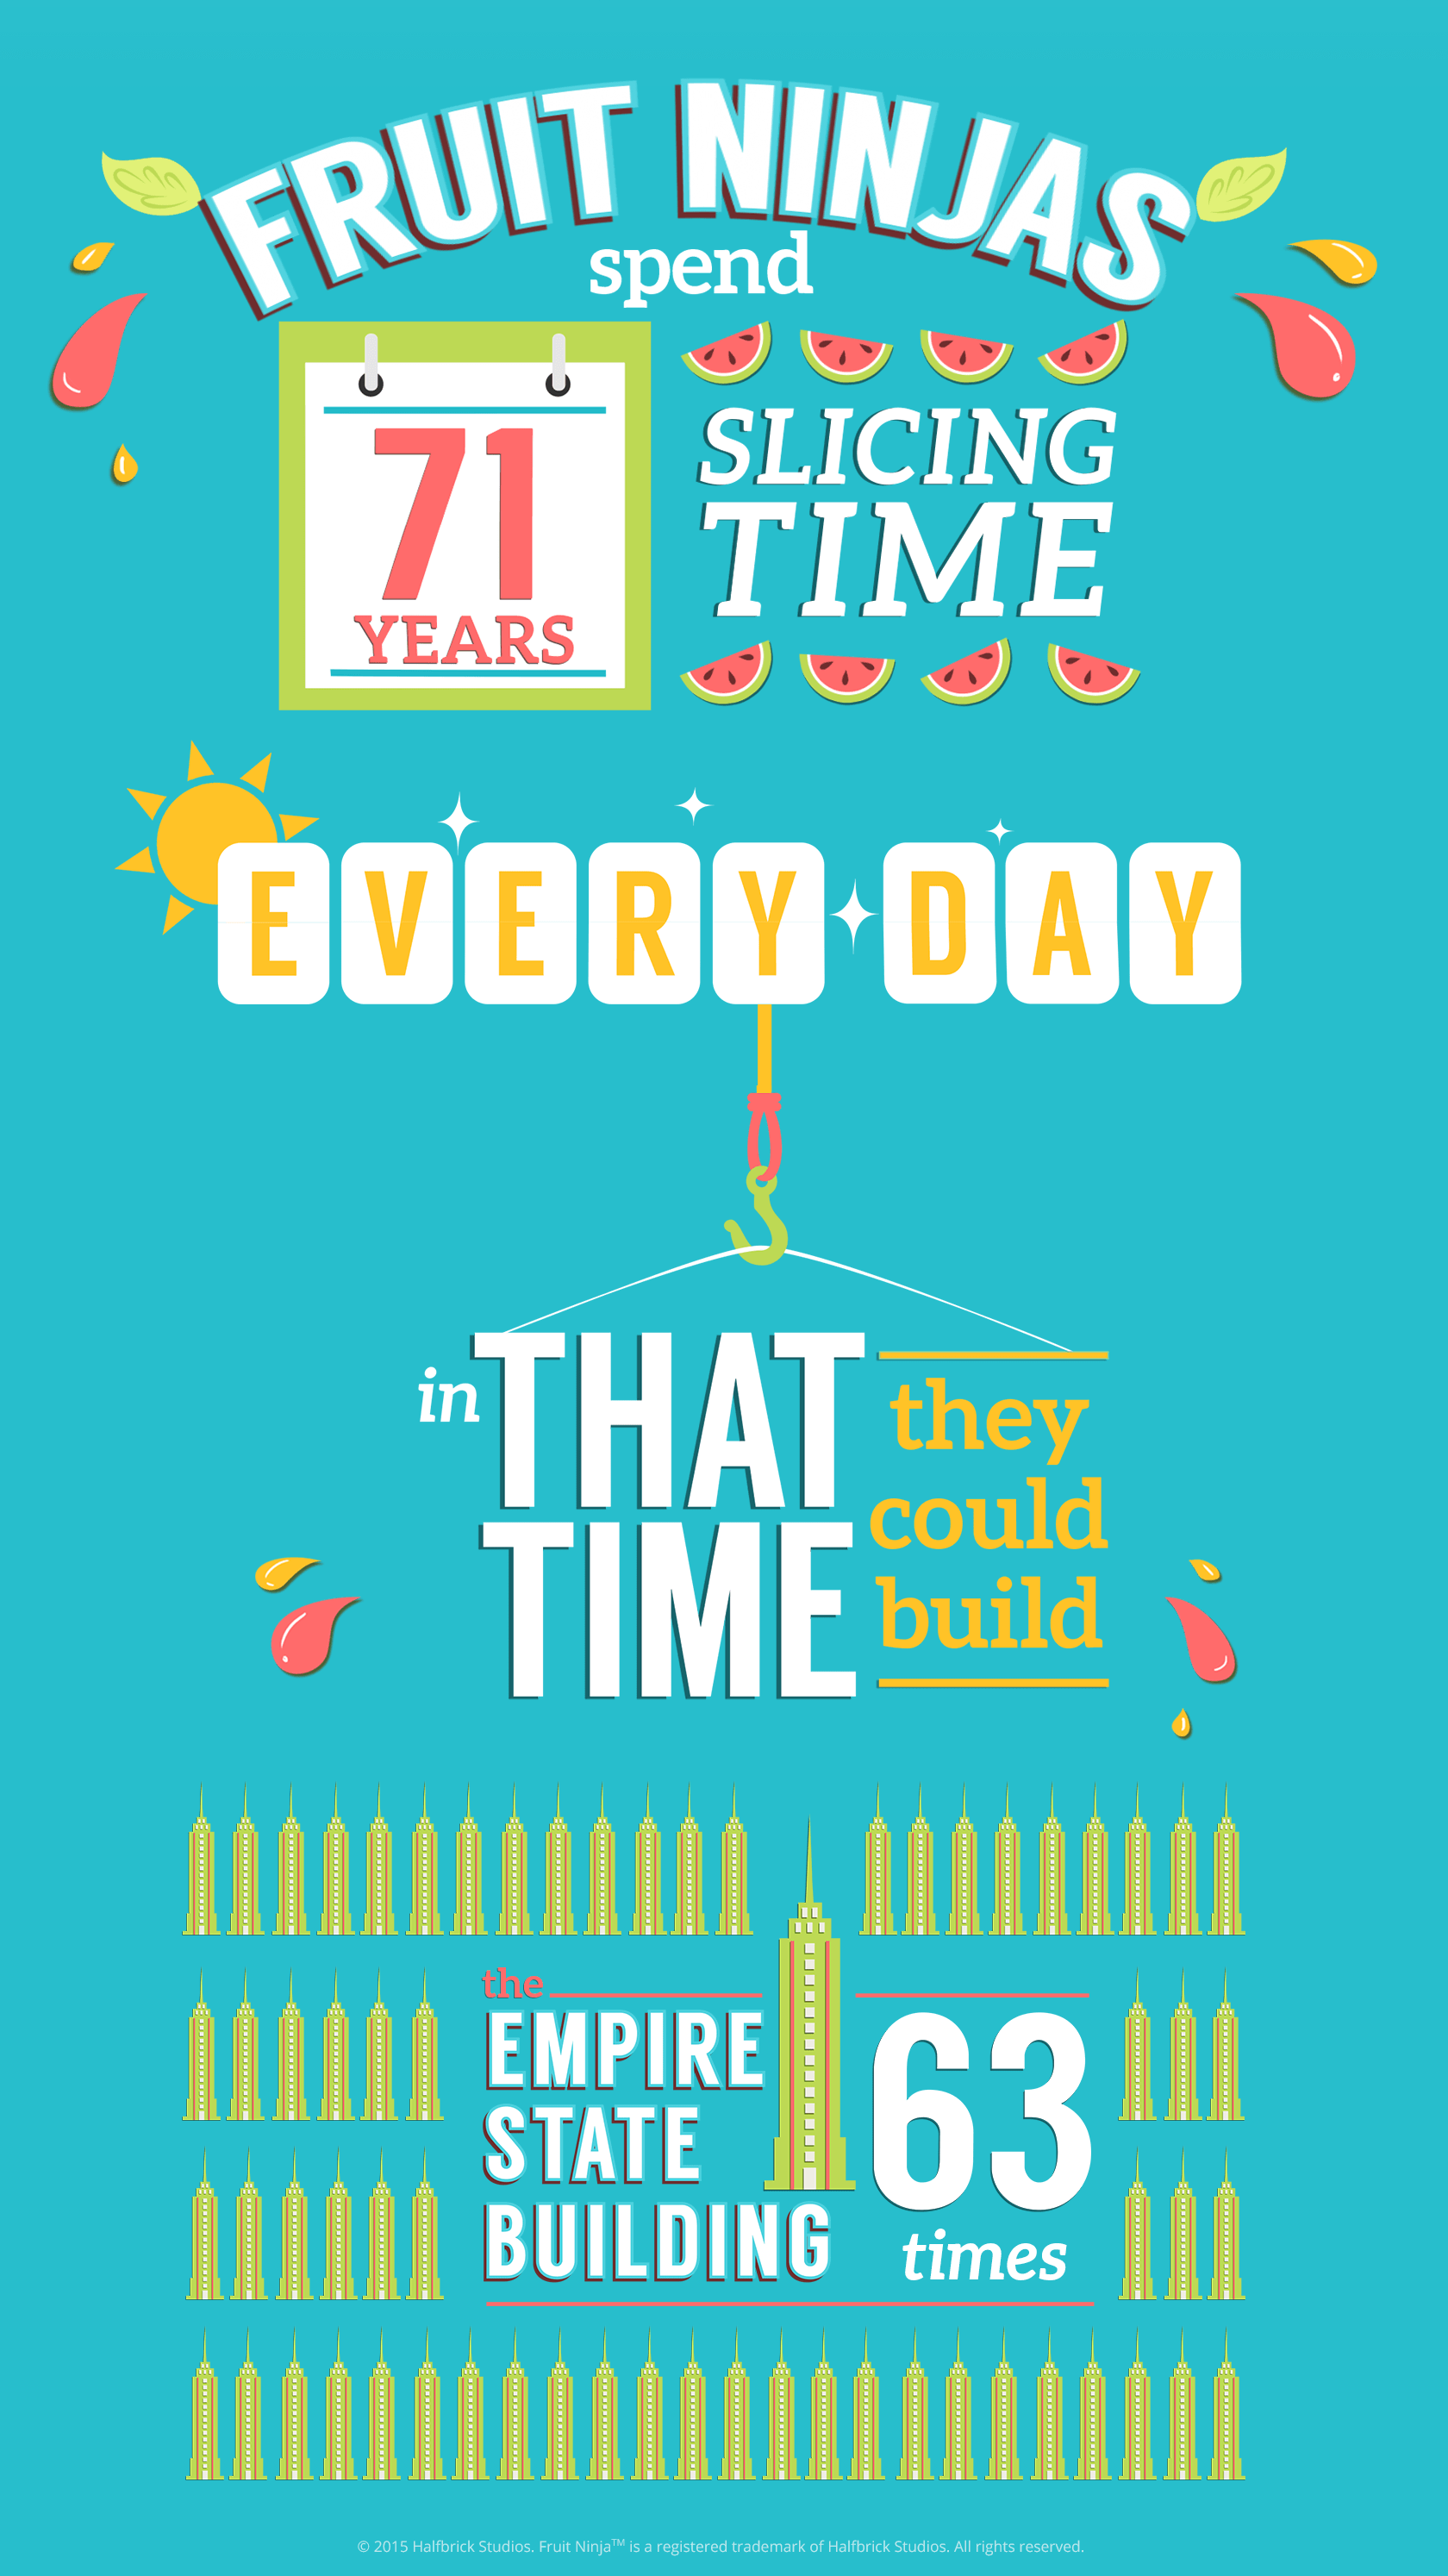 FRUIT NINJAS
spend
71
YEARS
SLICING
TIME
EVERY DAY
in THAT
TIME
they
could
build
the
EMPIRE
STATE
BUILDING
63
times
© 2015 Halfbrick Studios. Fruit Ninja™ is a registered trademark of Halfbrick Studios. All rights reserved.